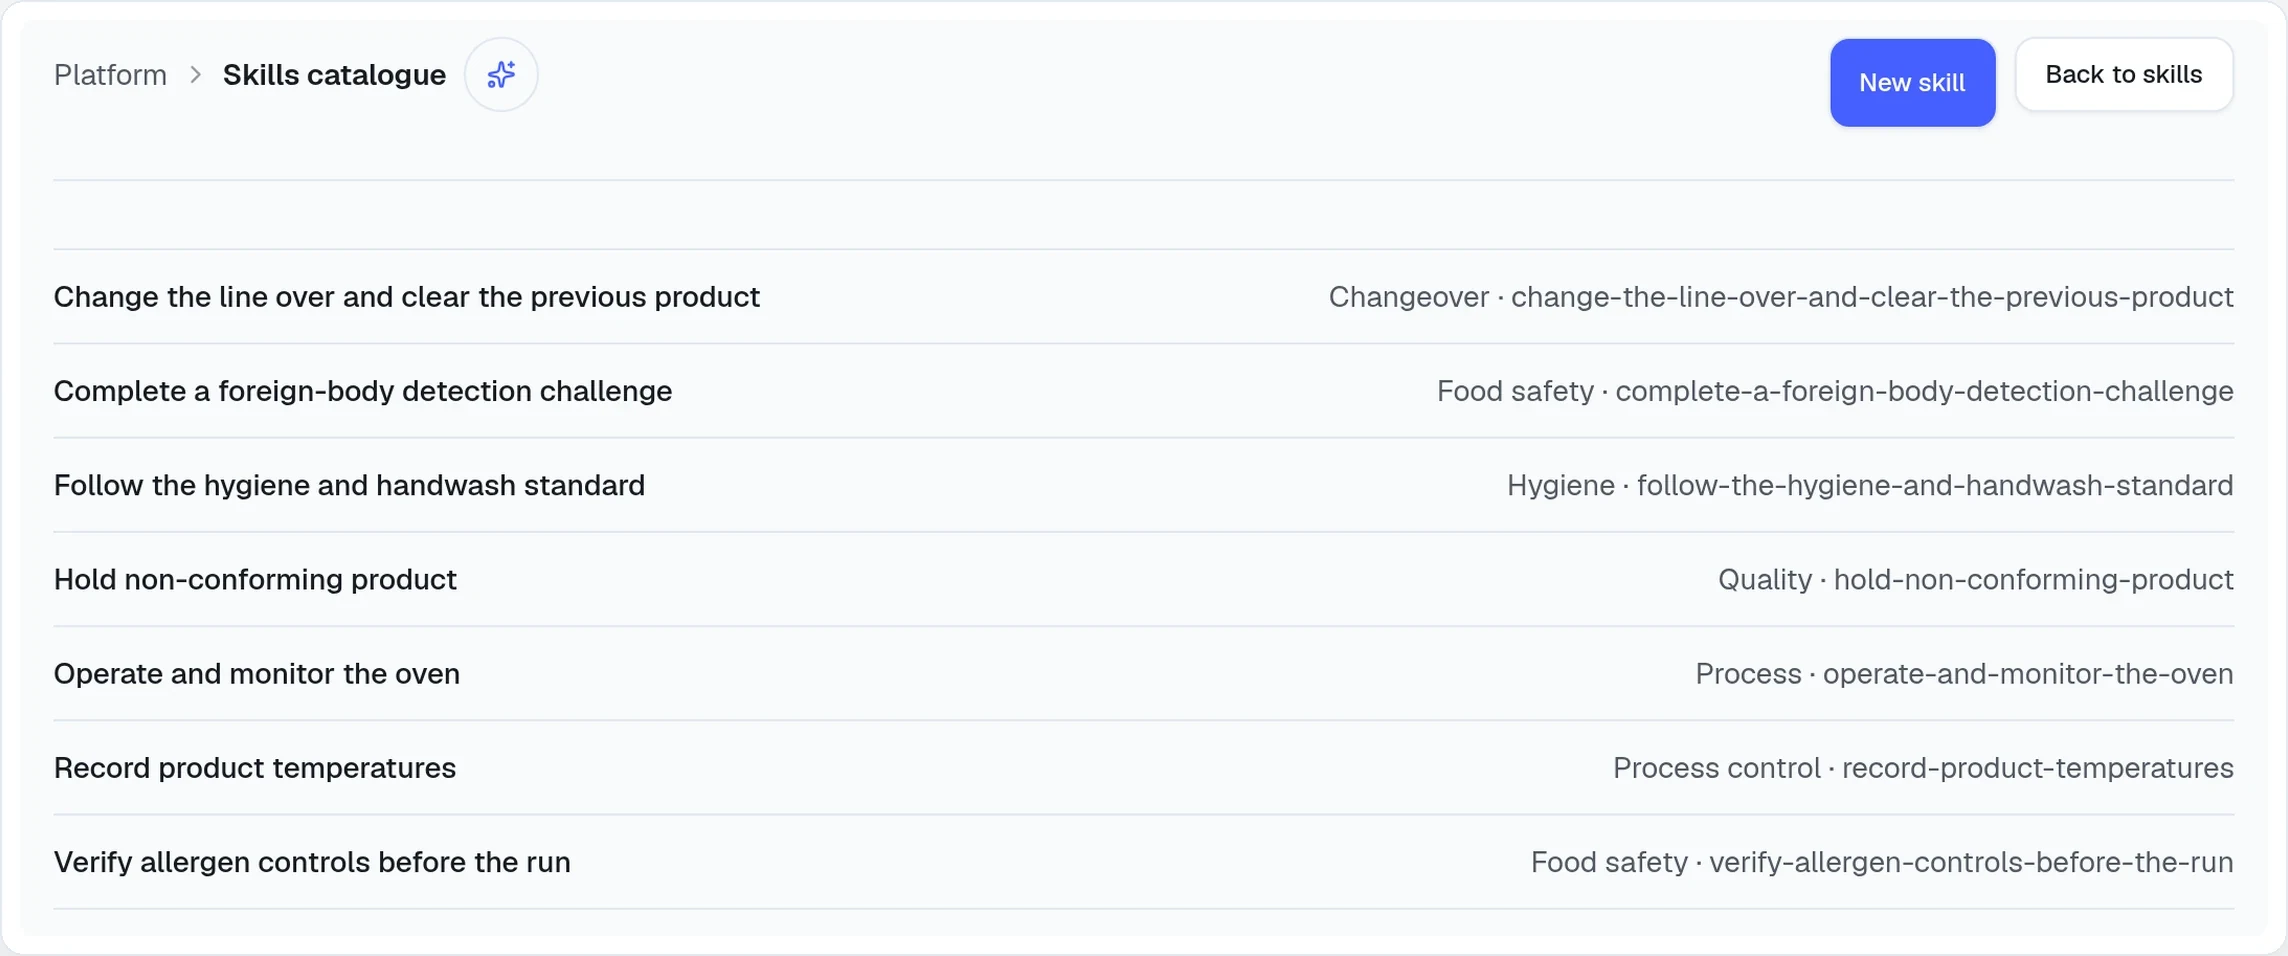 Platform > Skills catalogue
New skill
Back to skills
Change the line over and clear the previous product
Changeover · change-the-line-over-and-clear-the-previous-product
Complete a foreign-body detection challenge
Food safety · complete-a-foreign-body-detection-challenge
Follow the hygiene and handwash standard
Hygiene · follow-the-hygiene-and-handwash-standard
Hold non-conforming product
Quality · hold-non-conforming-product
Operate and monitor the oven
Process · operate-and-monitor-the-oven
Record product temperatures
Process control · record-product-temperatures
Verify allergen controls before the run
Food safety · verify-allergen-controls-before-the-run